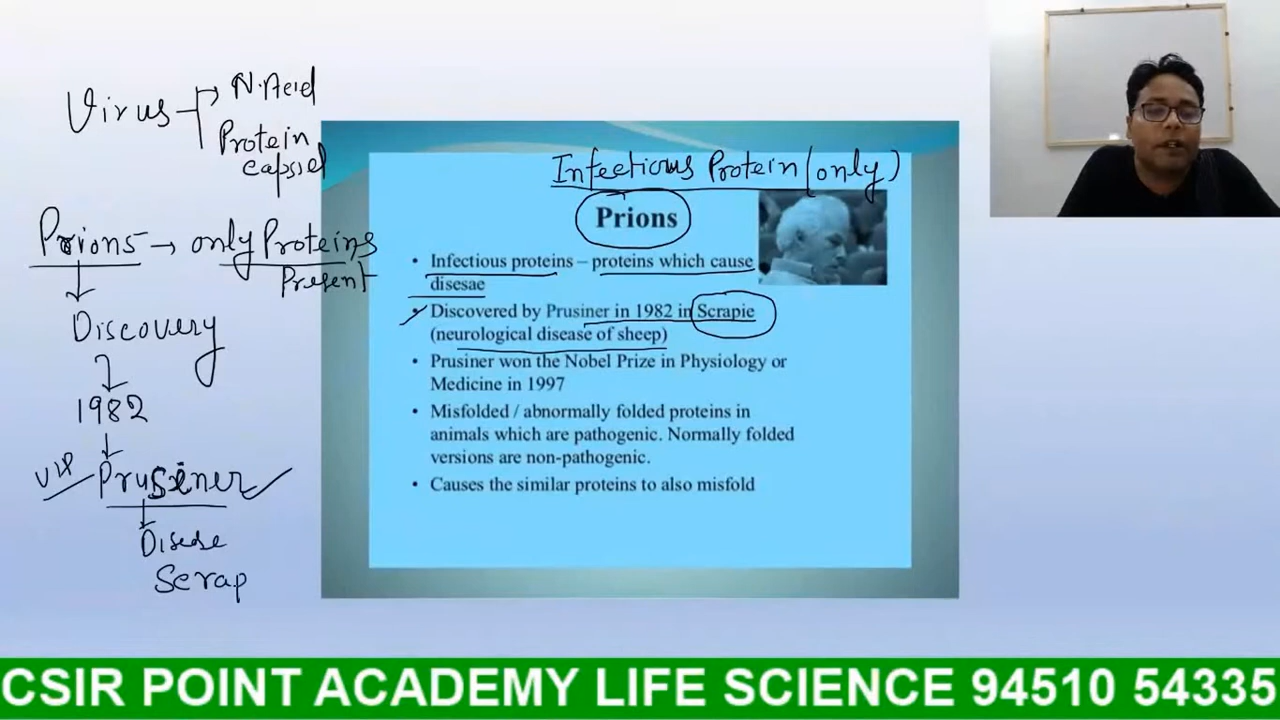 Virus
N.Acid
Protein
capsid
Prions → only Proteins
Present
Discovery
1982
VIP Prusiner
Disese
Scrap
Infectious Protein (only)
Prions
• Infectious proteins – proteins which cause
disesae
• Discovered by Prusiner in 1982 in Scrapie
(neurological disease of sheep)
• Prusiner won the Nobel Prize in Physiology or
Medicine in 1997
• Misfolded / abnormally folded proteins in
animals which are pathogenic. Normally folded
versions are non-pathogenic.
• Causes the similar proteins to also misfold
CSIR POINT ACADEMY LIFE SCIENCE 94510 54335